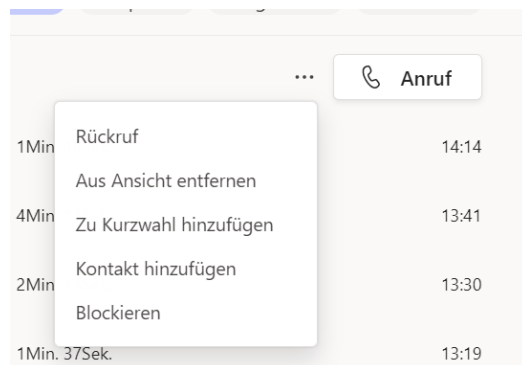 ... Anruf
Rückruf
1Min. 14:14
Aus Ansicht entfernen
4Min 13:41
Zu Kurzwahl hinzufügen
Kontakt hinzufügen
2Min 13:30
Blockieren
1Min. 37Sek. 13:19